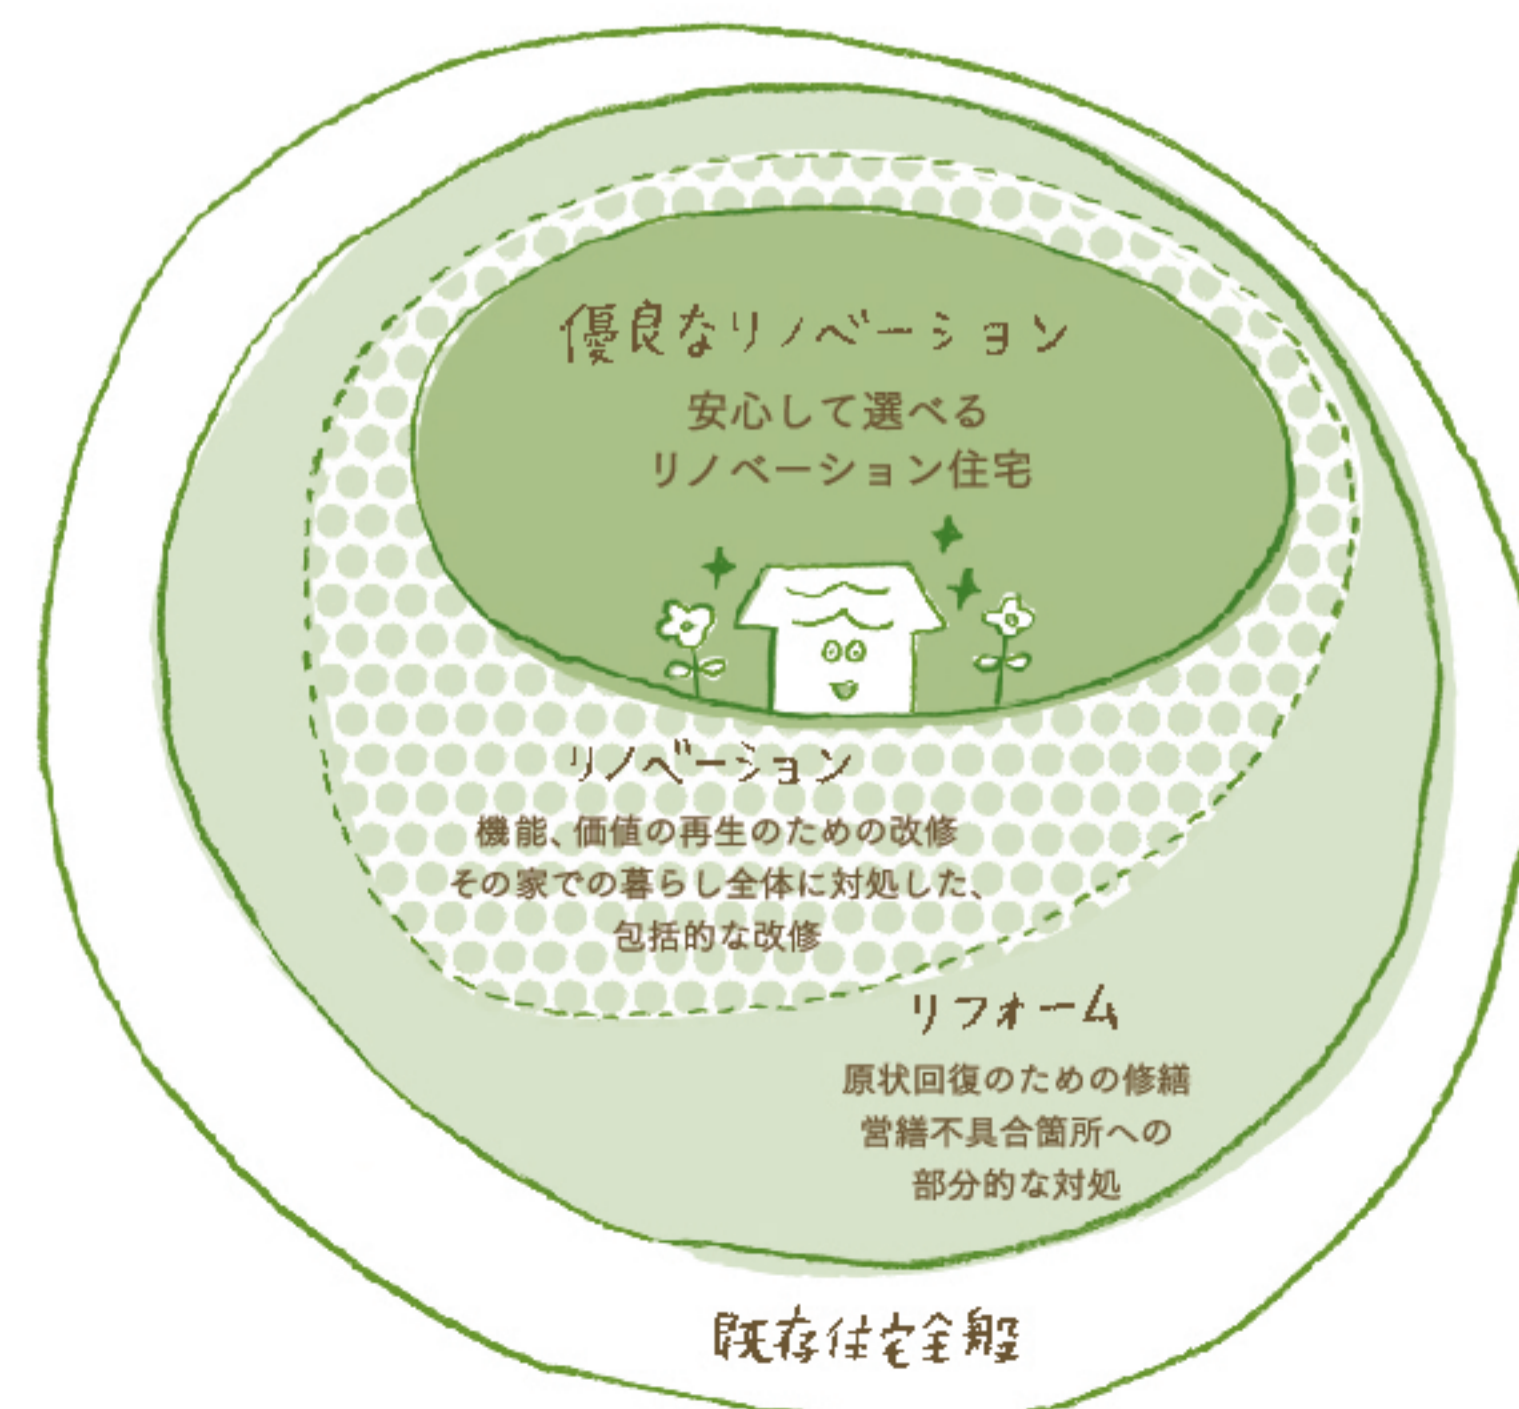 優良なリノベーション
安心して選べる
リノベーション住宅
リノベーション
機能、価値の再生のための改修
その家での暮らし全体に対処した、
包括的な改修
リフォーム
原状回復のための修繕
営繕不具合箇所への
部分的な対処
既存住宅全般